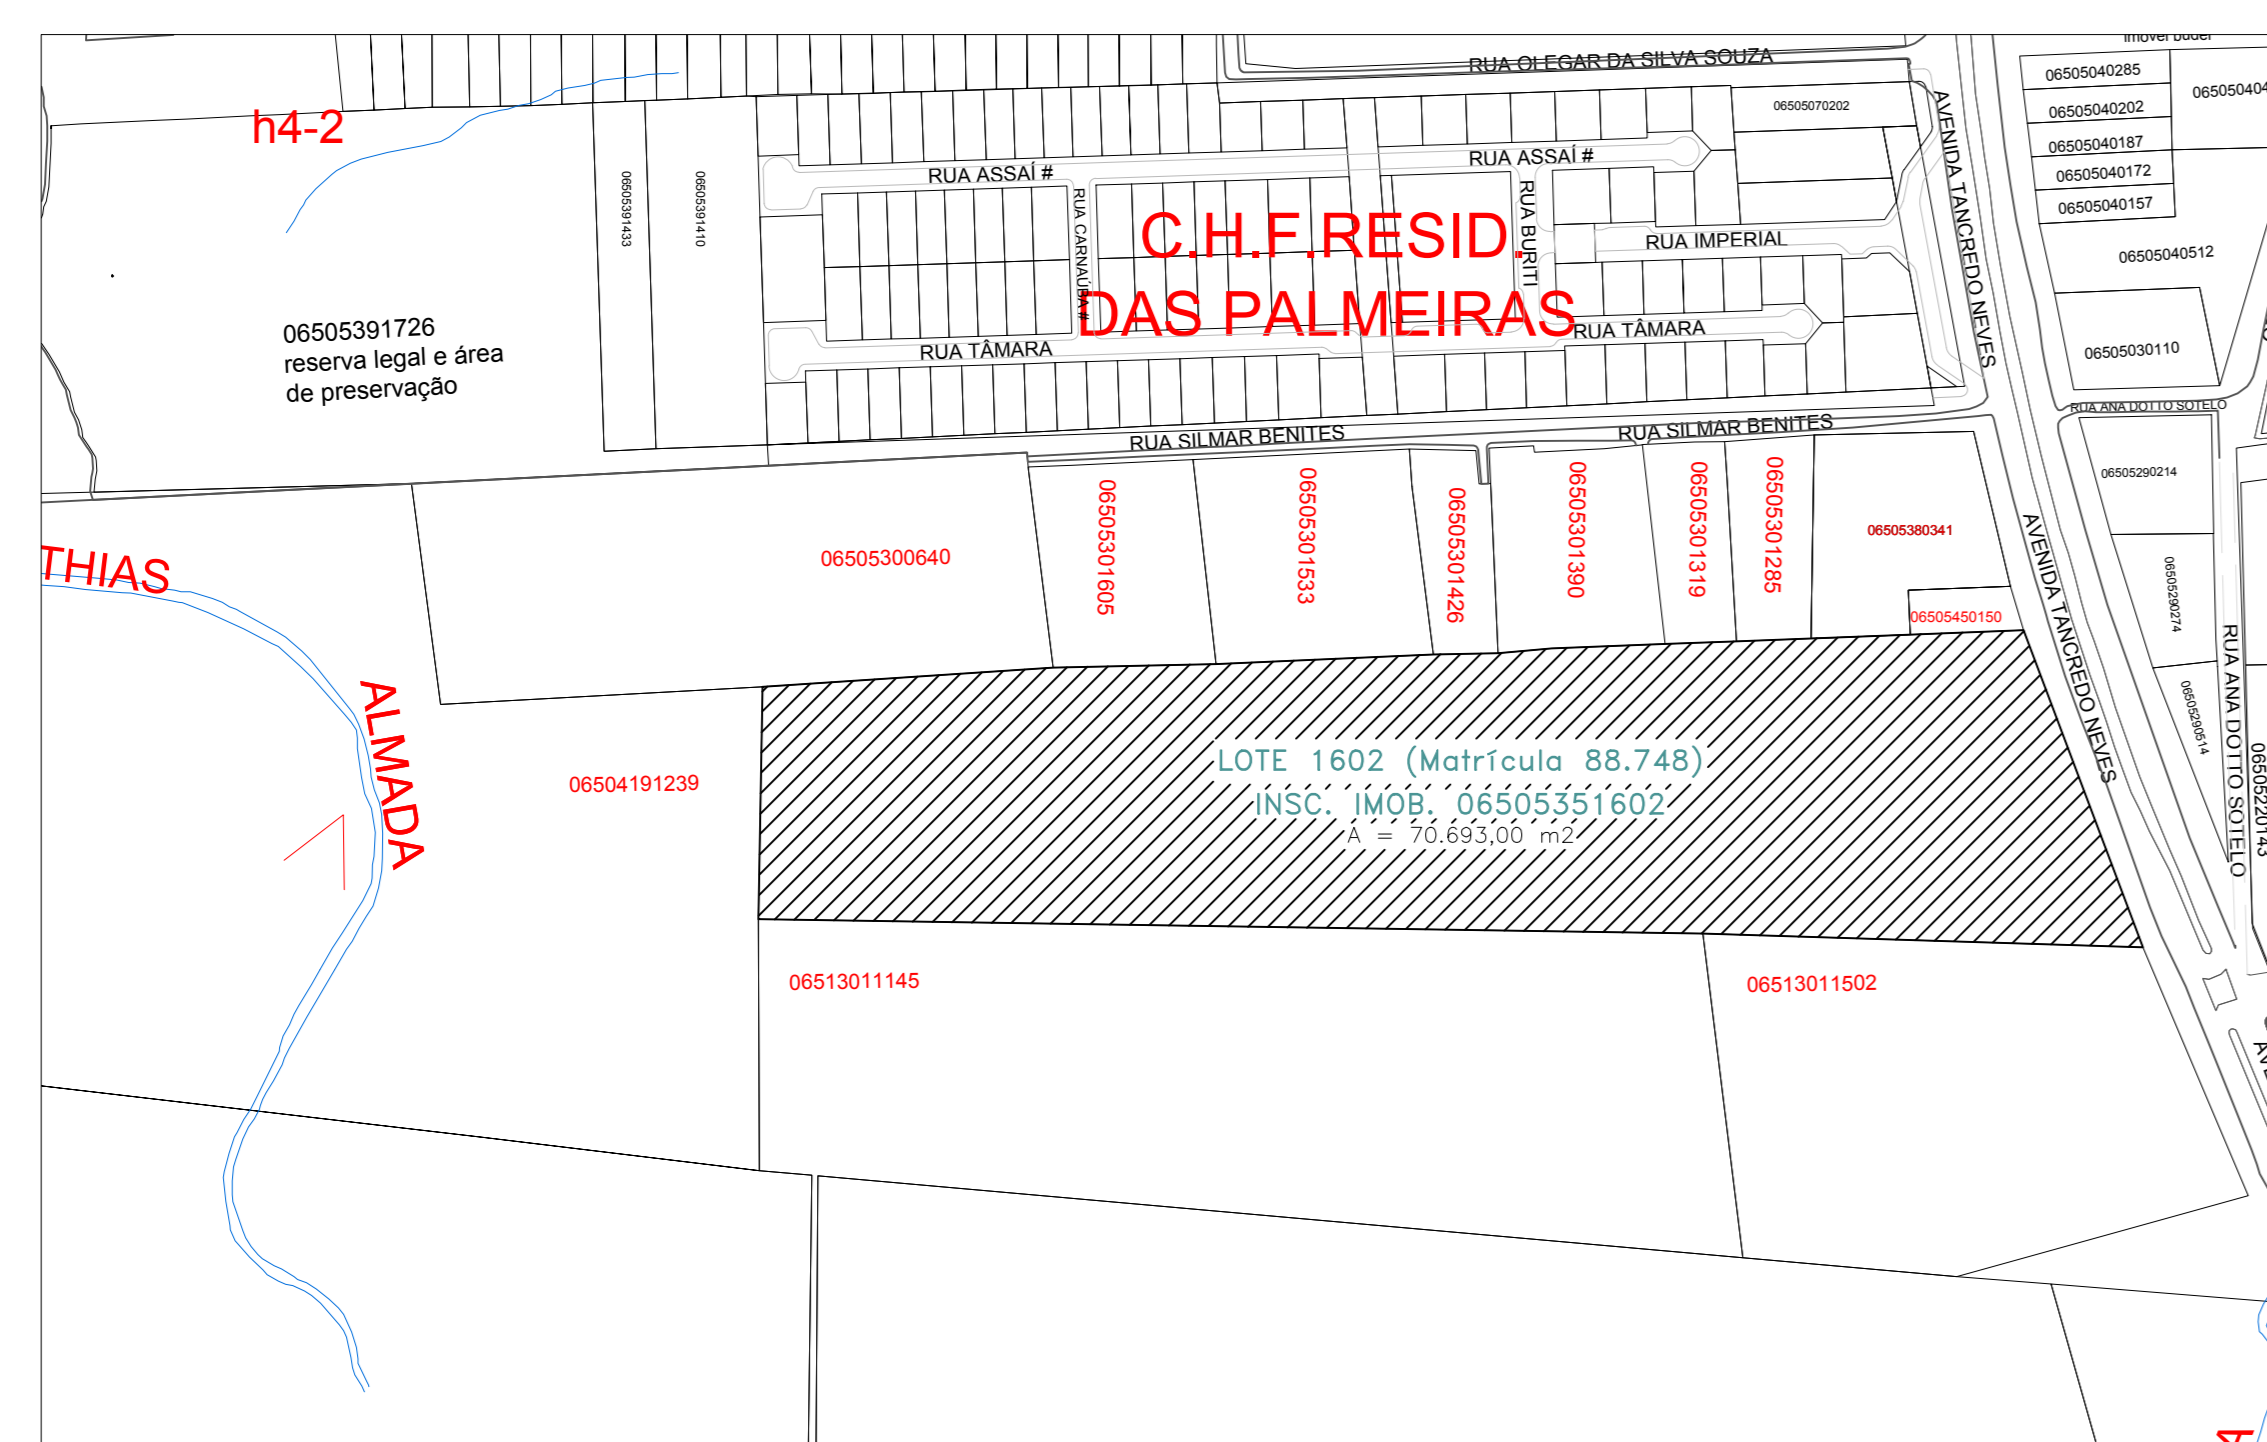 imóvel buder
RUA OLEGAR DA SILVA SOUZA
06505040285
06505040202
06505040187
06505040172
06505040157
06505040512
06505030110
06505070202
AVENIDA TANCREDO NEVES
h4-2
06505391433
06505391410
RUA ASSAÍ #
RUA ASSAÍ #
RUA CARNAÚBA #
RUA BURITI
RUA IMPERIAL
C.H.F.RESID.
DAS PALMEIRAS
RUA TÂMARA
RUA TÂMARA
06505391726
reserva legal e área
de preservação
RUA SILMAR BENITES
RUA SILMAR BENITES
RUA ANA DOTTO SOTELO
06505290214
06505290274
06505290514
RUA ANA DOTTO SOTELO
06505220143
AVENIDA TANCREDO NEVES
THIAS
ALMADA
06505300640
06505301605
06505301533
06505301426
06505301390
06505301319
06505301285
06505380341
06505450150
06504191239
LOTE 1602 (Matrícula 88.748)
INSC. IMOB. 06505351602
A = 70.693,00 m2
06513011145
06513011502